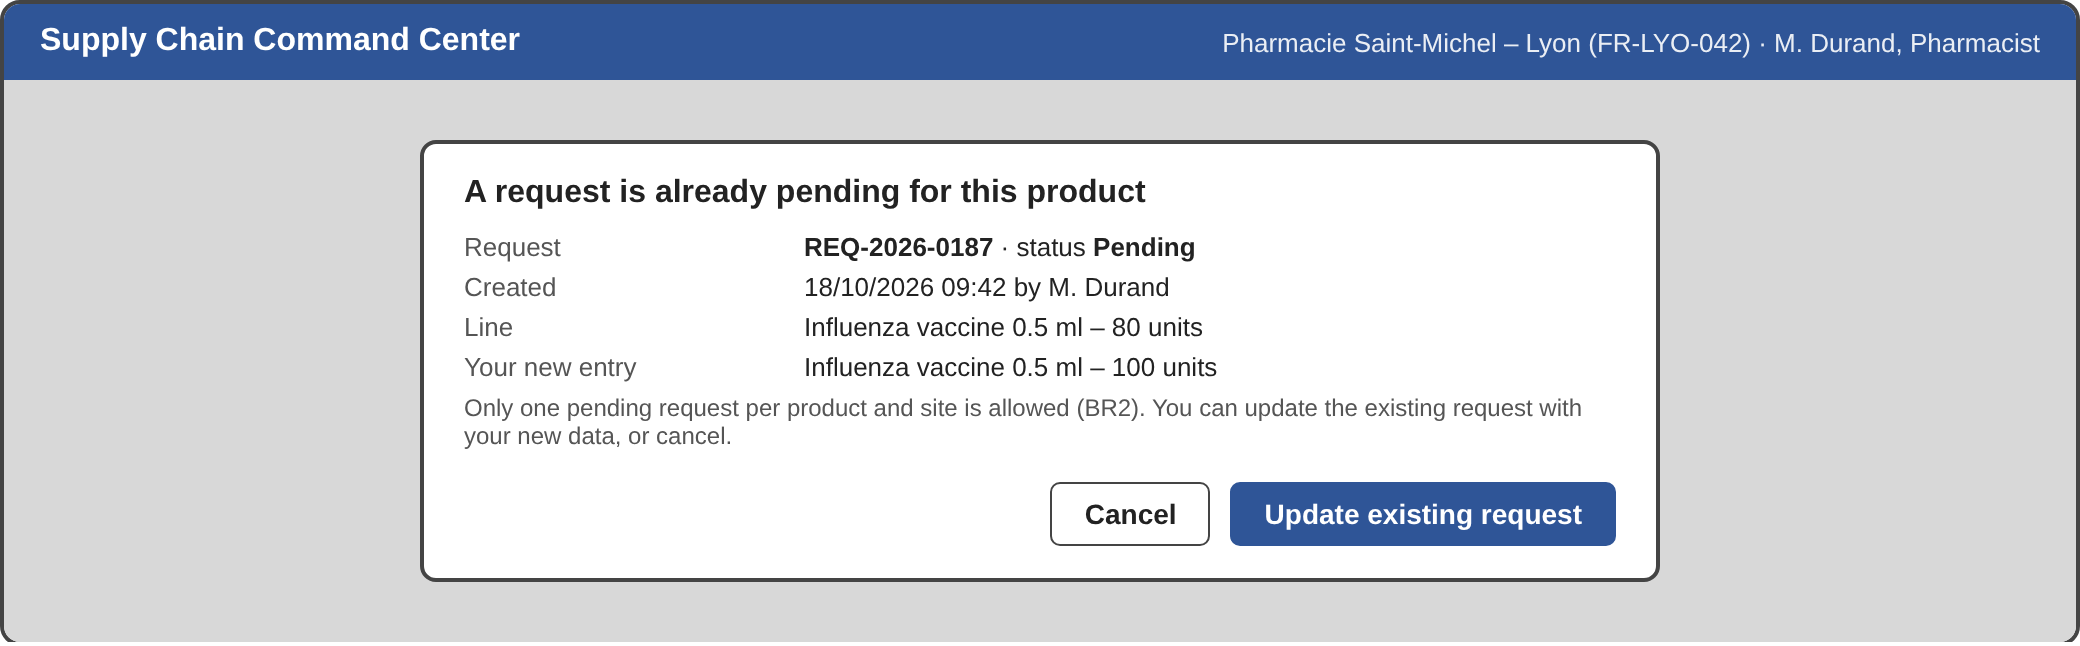 Supply Chain Command Center
Pharmacie Saint-Michel – Lyon (FR-LYO-042) · M. Durand, Pharmacist
A request is already pending for this product
Request REQ-2026-0187 · status Pending
Created 18/10/2026 09:42 by M. Durand
Line Influenza vaccine 0.5 ml – 80 units
Your new entry Influenza vaccine 0.5 ml – 100 units
Only one pending request per product and site is allowed (BR2). You can update the existing request with
your new data, or cancel.
Cancel Update existing request